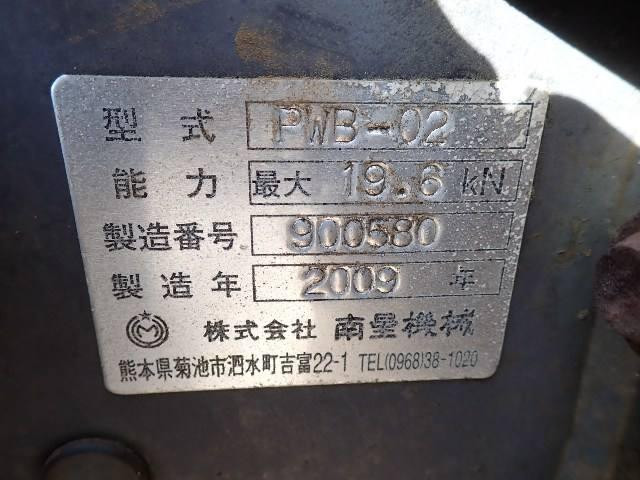 型式 PWB-02
能力 最大 19.6 kN
製造番号 900580
製造年 2009 年
株式会社 南星機械
熊本県菊池市泗水町吉富22-1 TEL(0968)38-1020